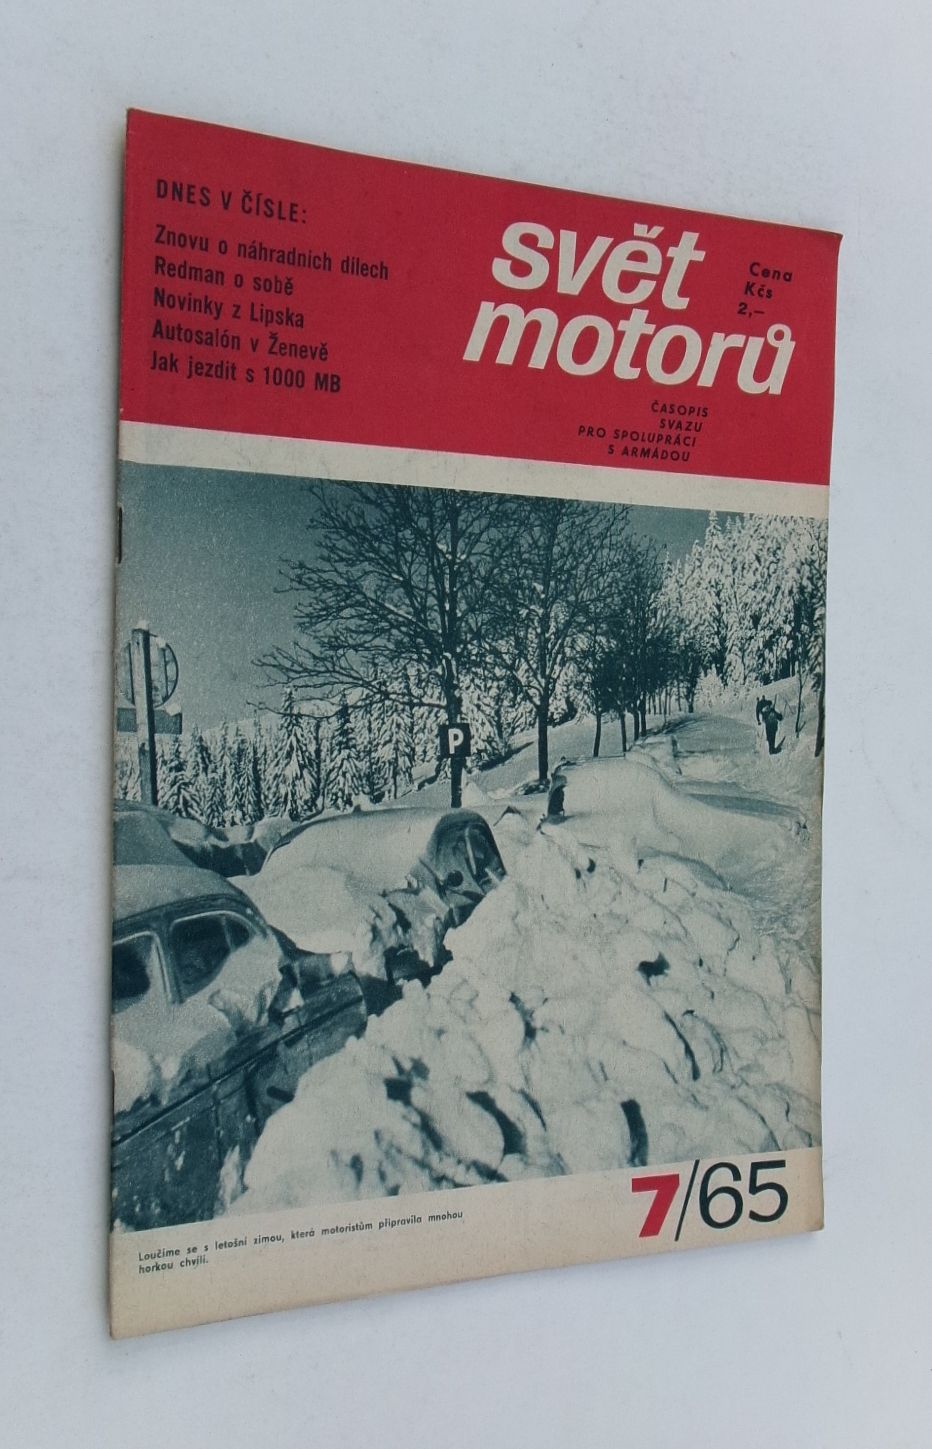 DNES V ČÍSLE:
Znovu o náhradních dílech
Redman o sobě
Novinky z Lipska
Autosalón v Ženevě
Jak jezdit s 1000 MB
svět
motorů
Cena
Kčs
2,–
ČASOPIS
SVAZU
PRO SPOLUPRÁCI
S ARMÁDOU
P
7/65
Loučíme se s letošní zimou, která motoristům připravila mnohou
horkou chvíli.